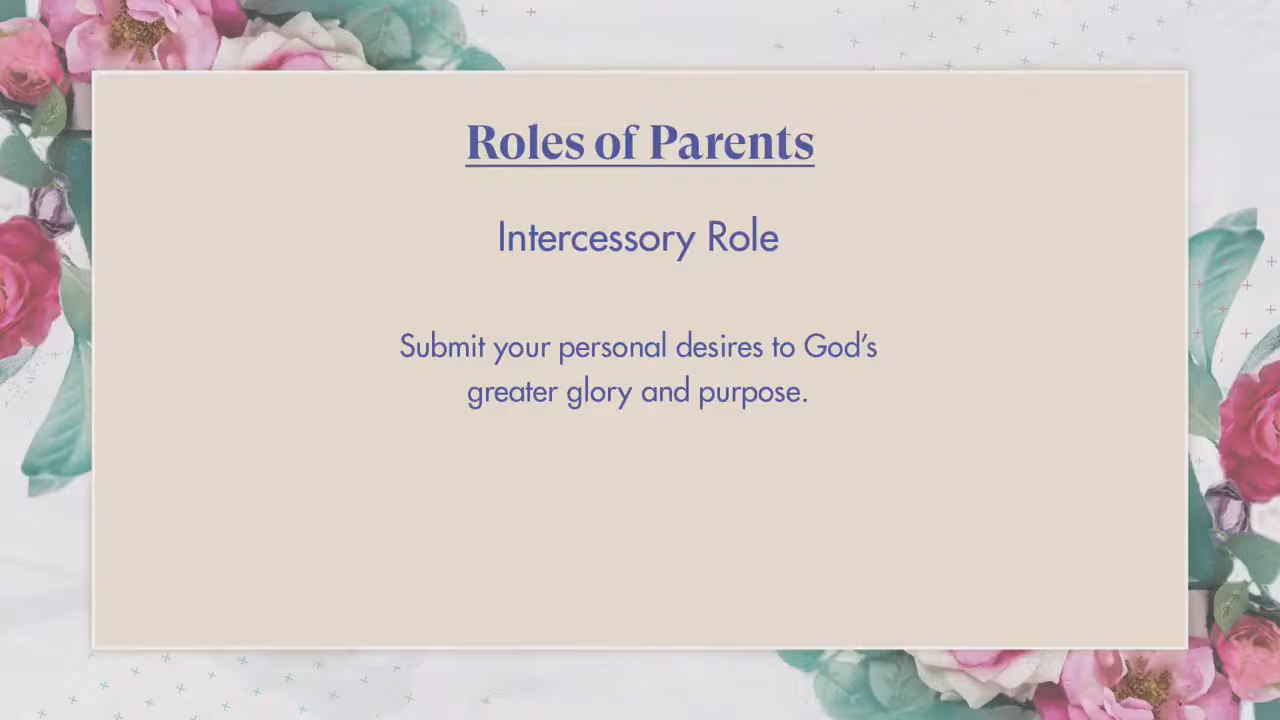 Roles of Parents
Intercessory Role
Submit your personal desires to God’s
greater glory and purpose.